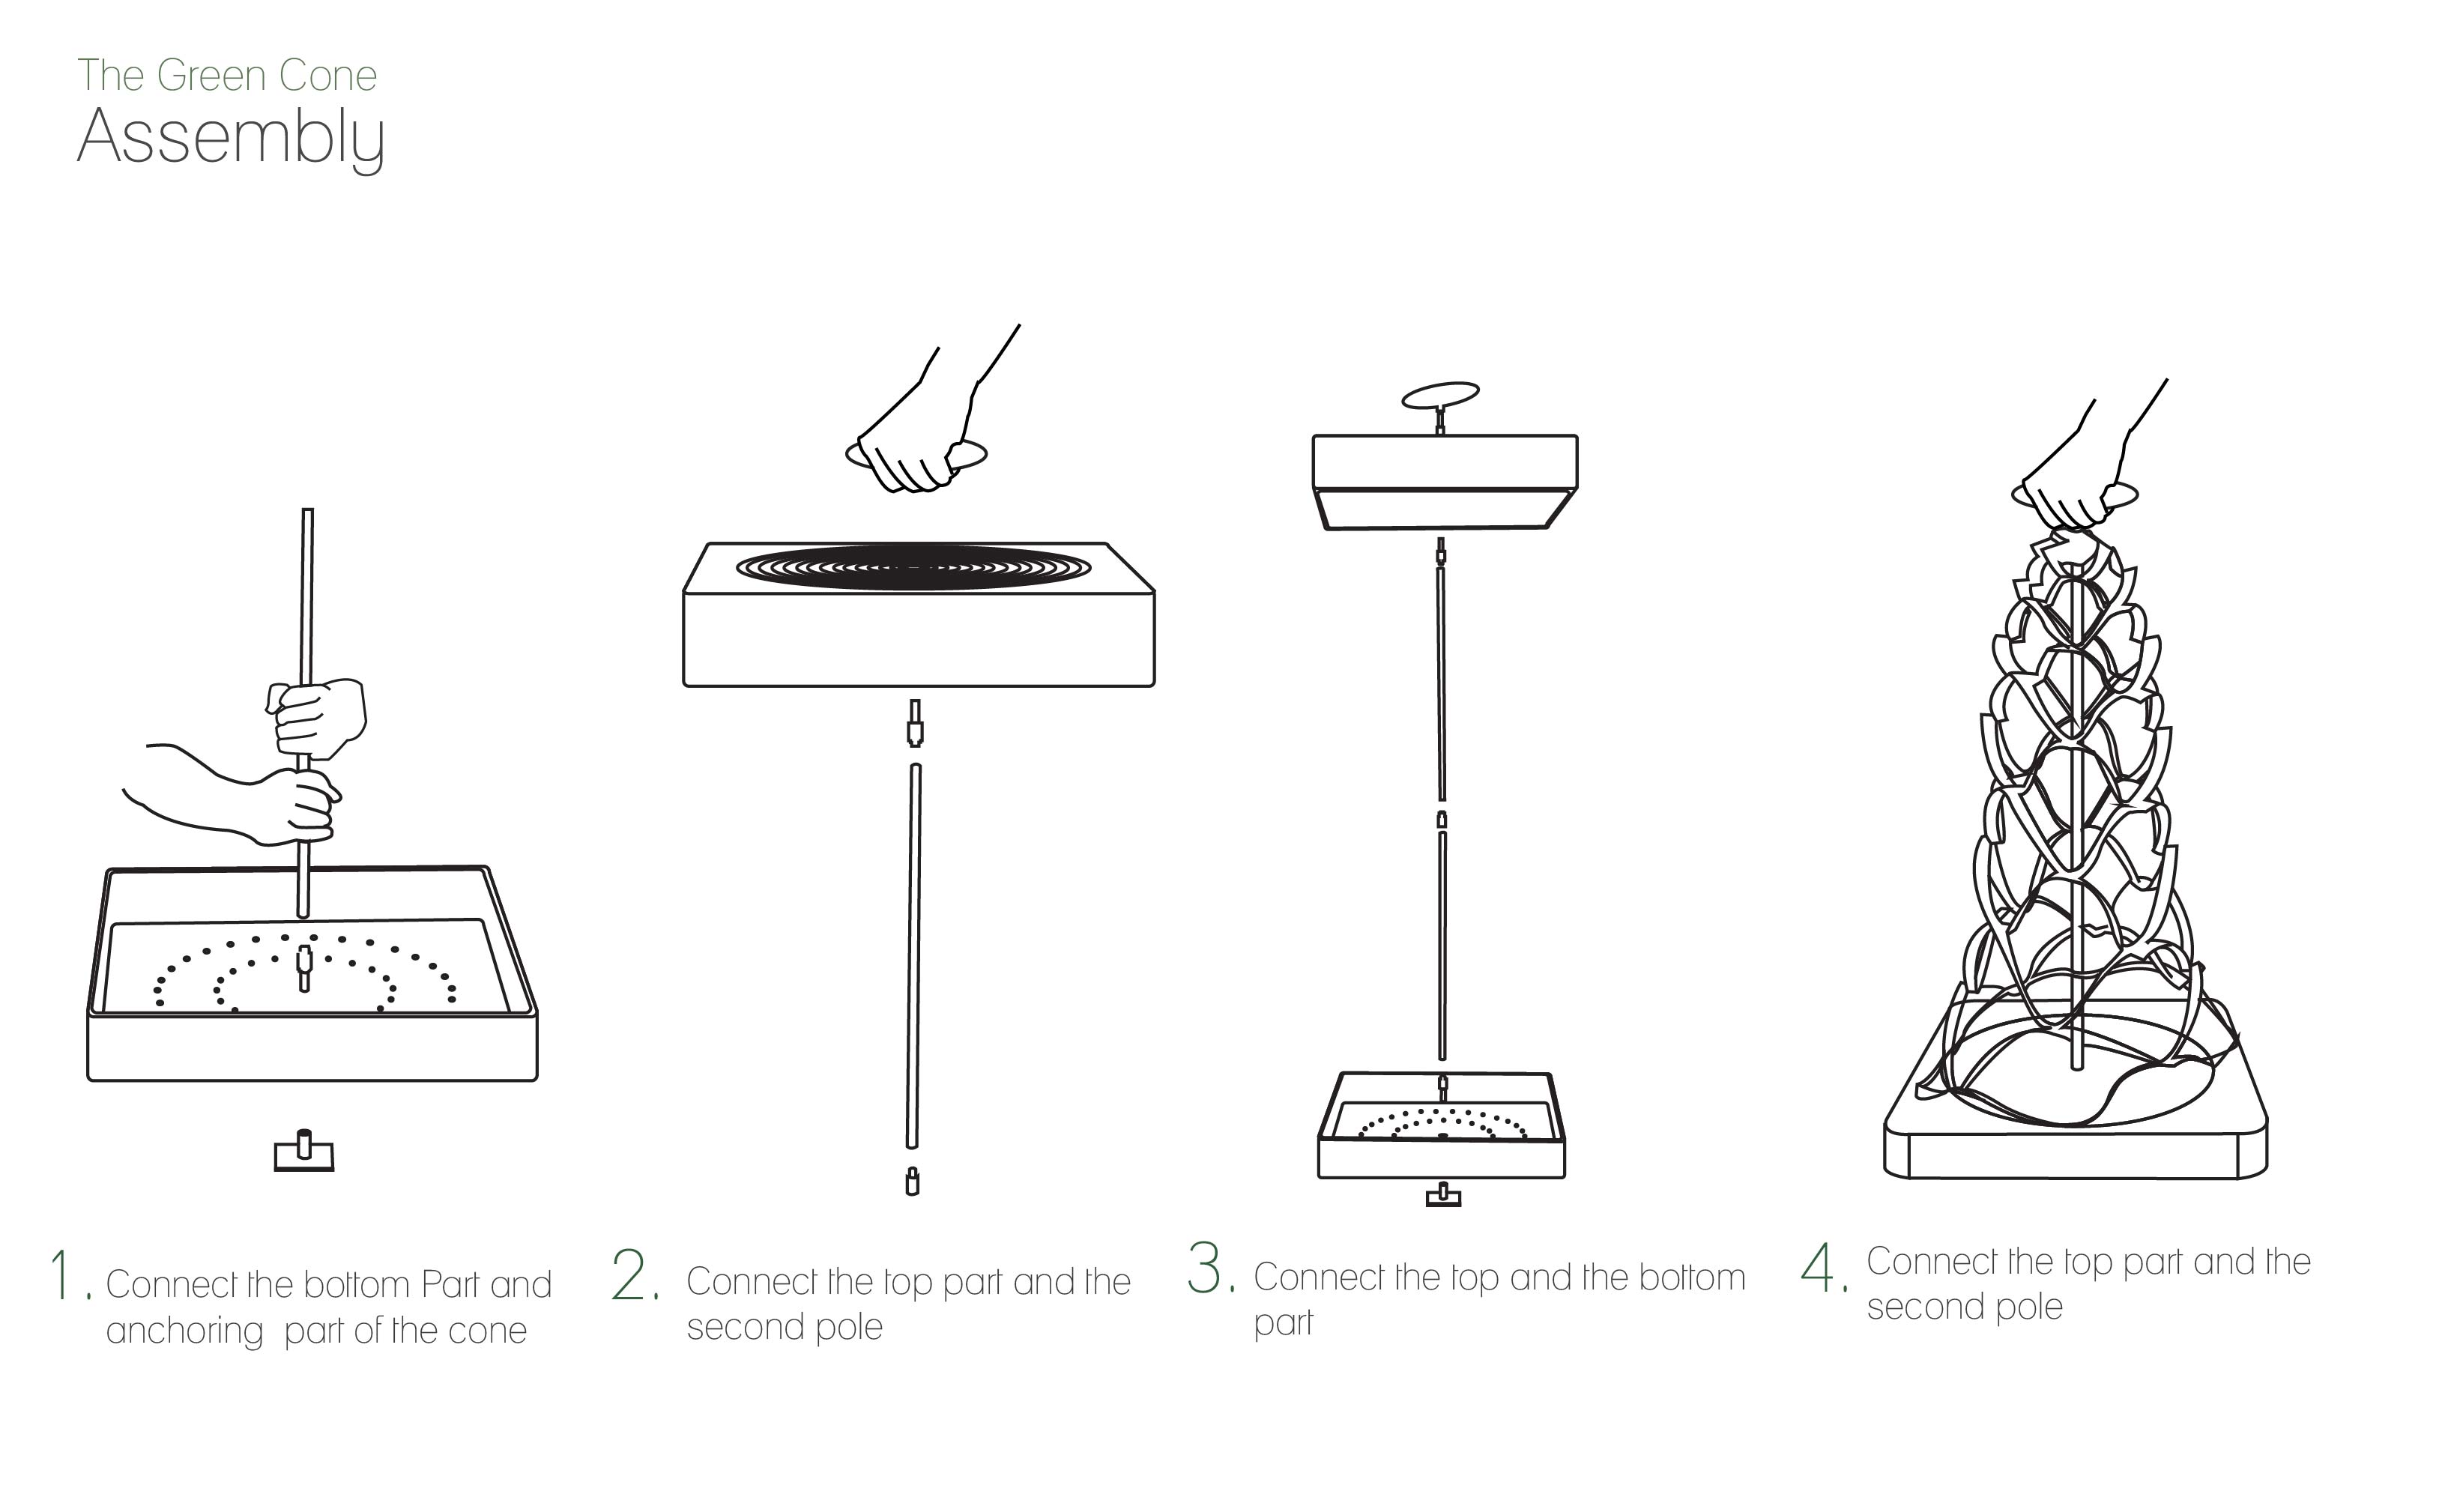 The Green Cone
Assembly
1. Connect the bottom Part and
anchoring part of the cone
2. Connect the top part and the
second pole
3. Connect the top and the bottom
part
4. Connect the top part and the
second pole